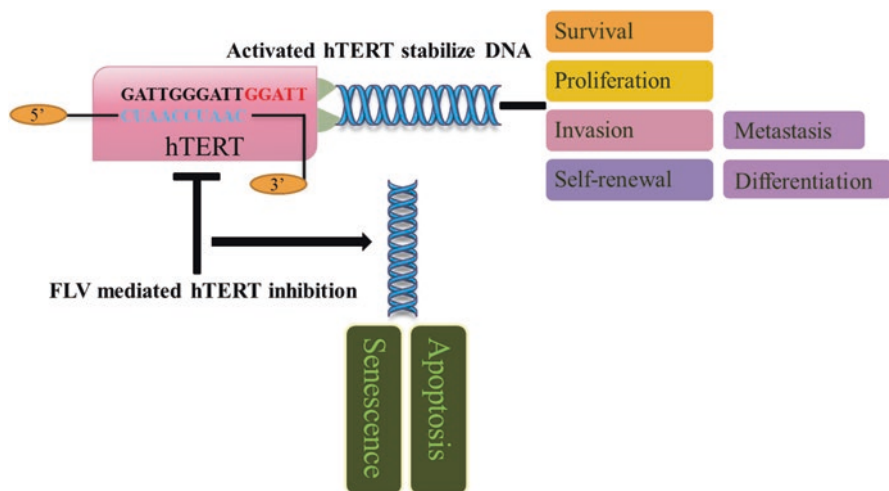 Activated hTERT stabilize DNA
GATTGGGATTGGATT
CUAACCUAAC
hTERT
5'
3'
Survival
Proliferation
Invasion
Metastasis
Self-renewal
Differentiation
FLV mediated hTERT inhibition
Senescence
Apoptosis